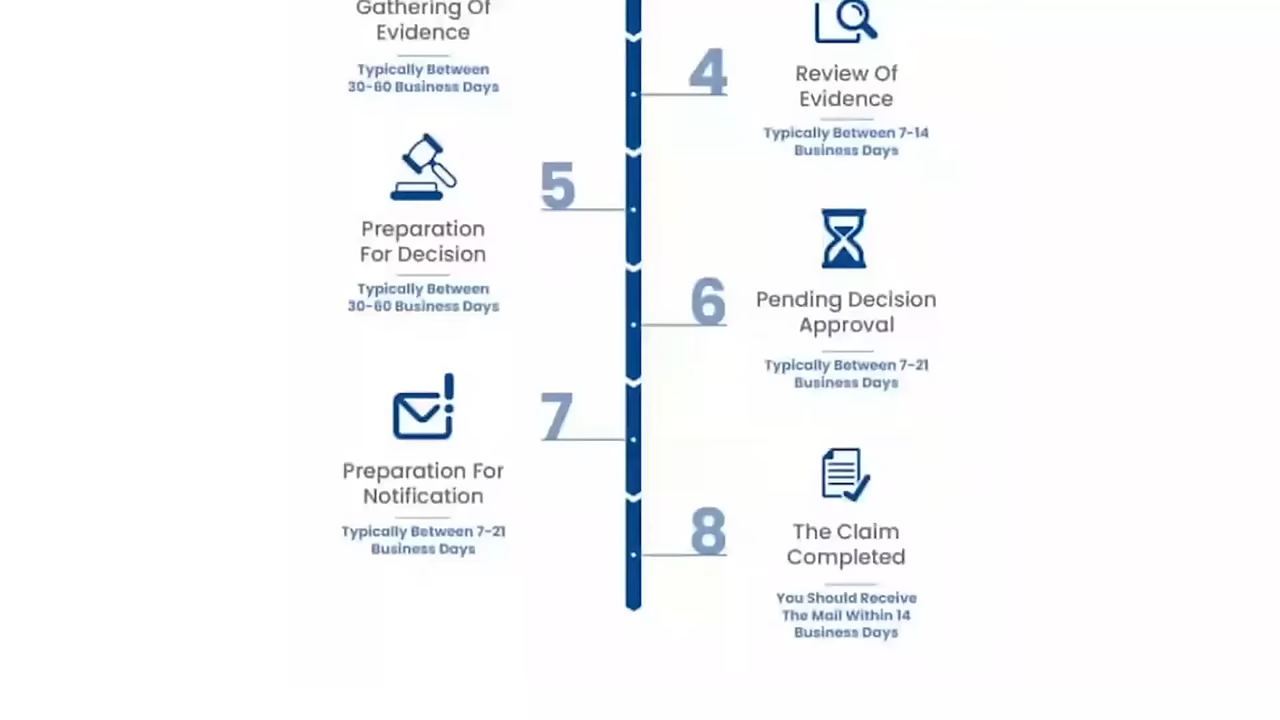 Gathering Of
Evidence
Typically Between
30-60 Business Days
4
Review Of
Evidence
Typically Between 7-14
Business Days
5
Preparation
For Decision
Typically Between
30-60 Business Days
6
Pending Decision
Approval
Typically Between 7-21
Business Days
7
Preparation For
Notification
Typically Between 7-21
Business Days
8
The Claim
Completed
You Should Receive
The Mail Within 14
Business Days